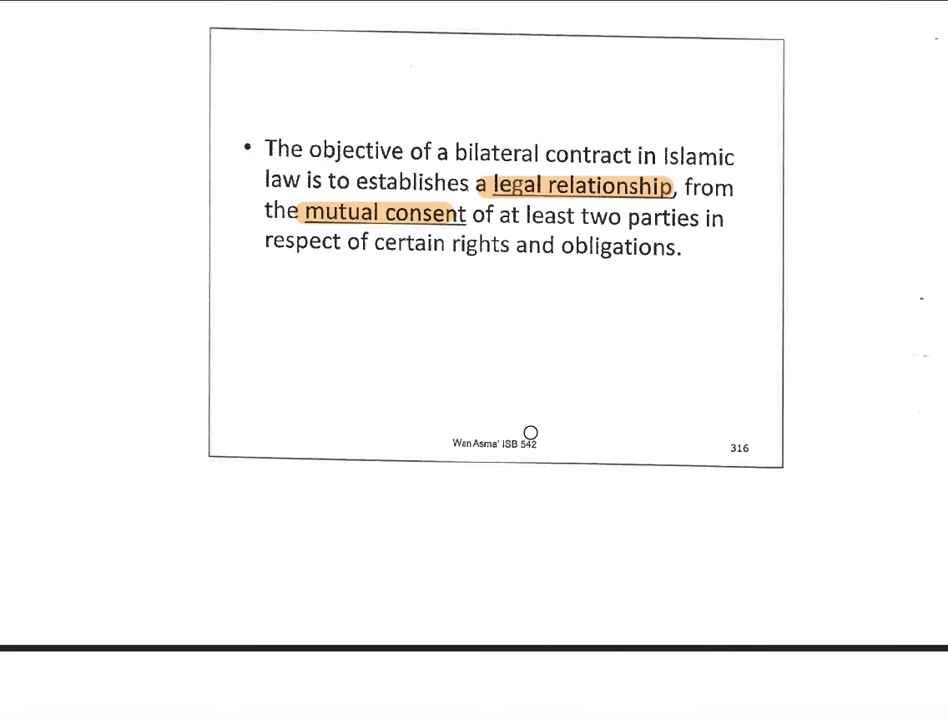 • The objective of a bilateral contract in Islamic
law is to establishes a legal relationship, from
the mutual consent of at least two parties in
respect of certain rights and obligations.
Wan Asma' ISB 542
316